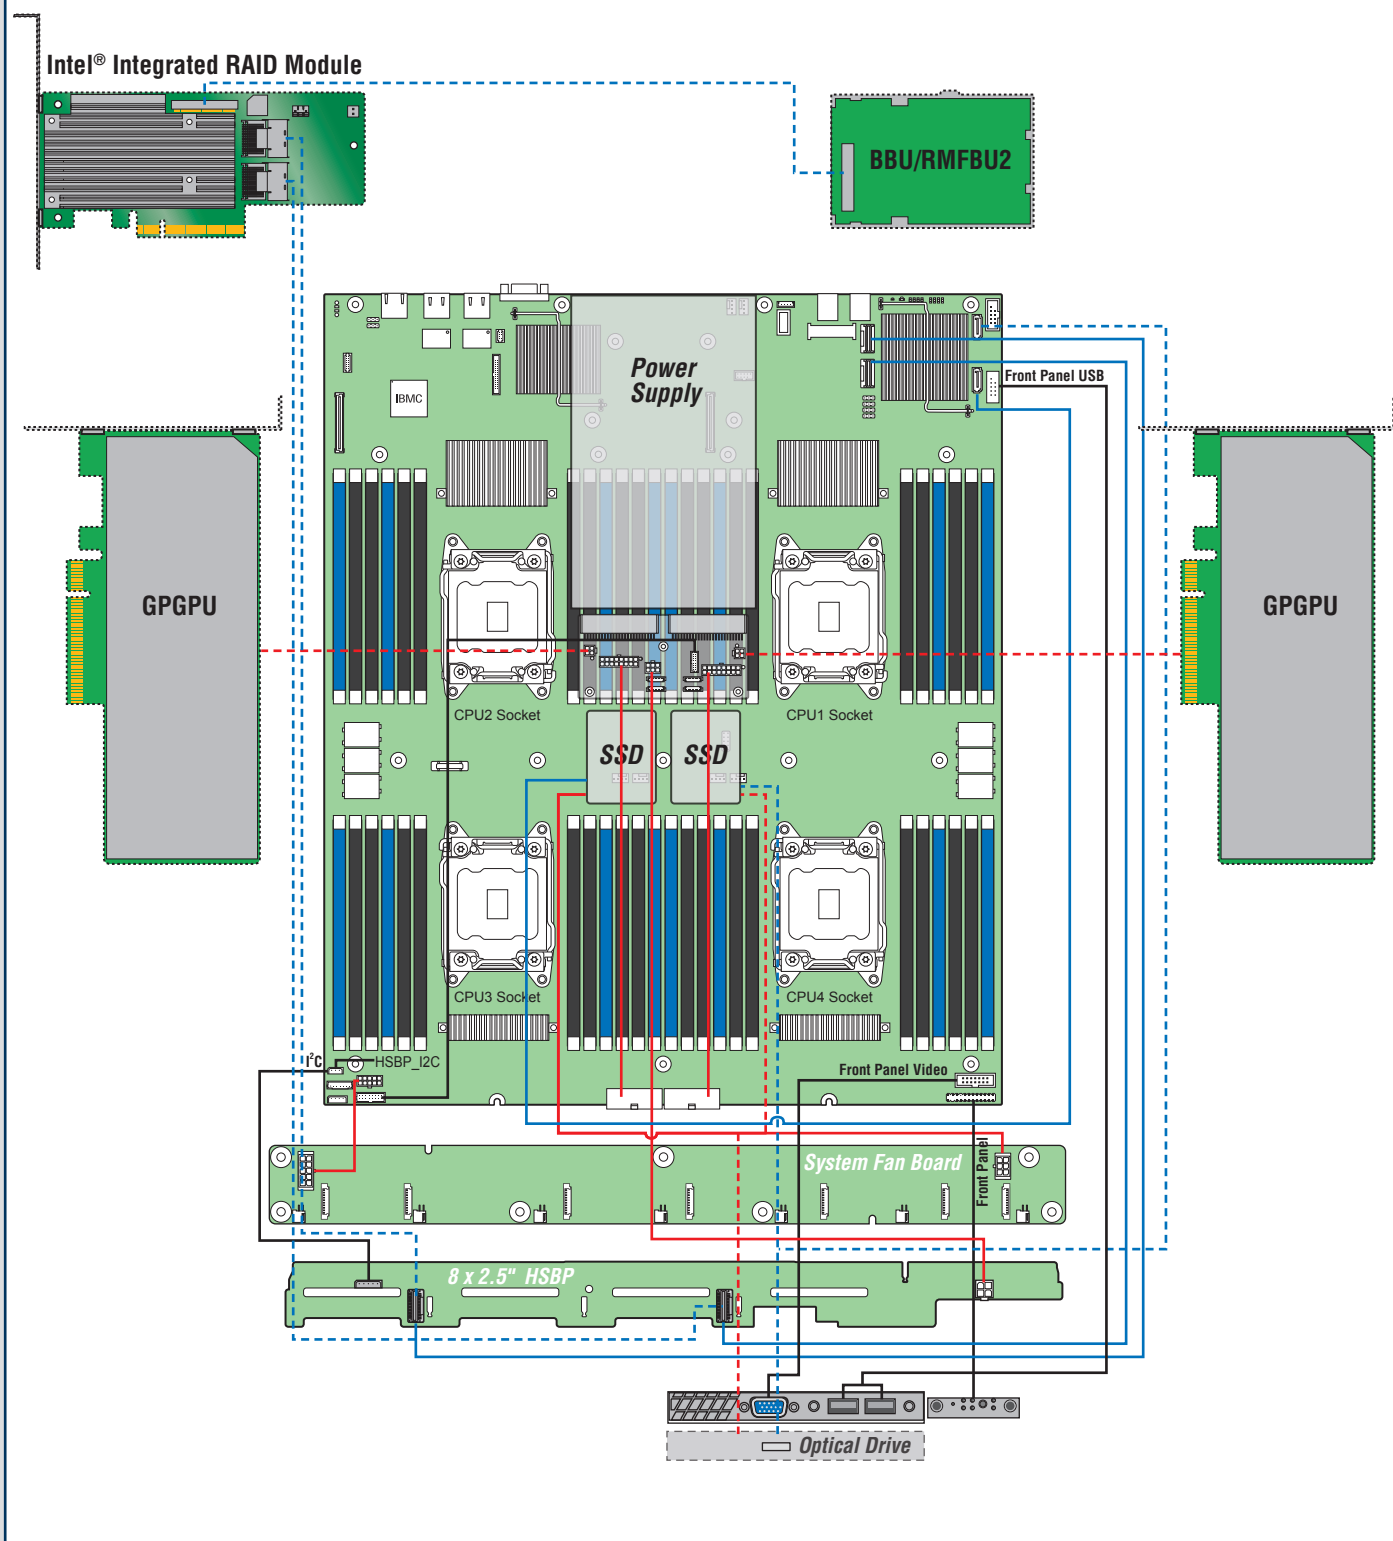 Intel® Integrated RAID Module
BBU/RMFBU2
Power
Supply
Front Panel USB
IBMC
GPGPU
GPGPU
CPU2 Socket
CPU1 Socket
SSD
SSD
CPU3 Socket
CPU4 Socket
I²C
HSBP_I2C
Front Panel Video
System Fan Board
Front Panel
8 x 2.5" HSBP
Optical Drive